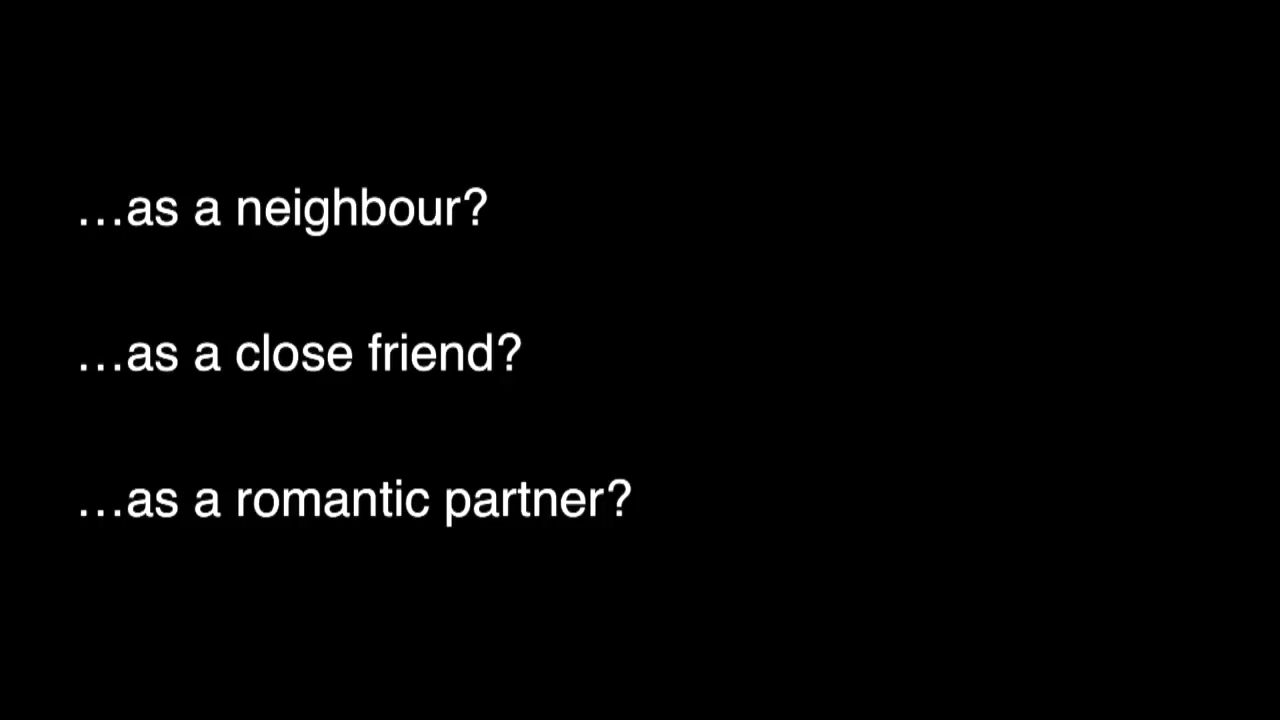 …as a neighbour?
…as a close friend?
…as a romantic partner?